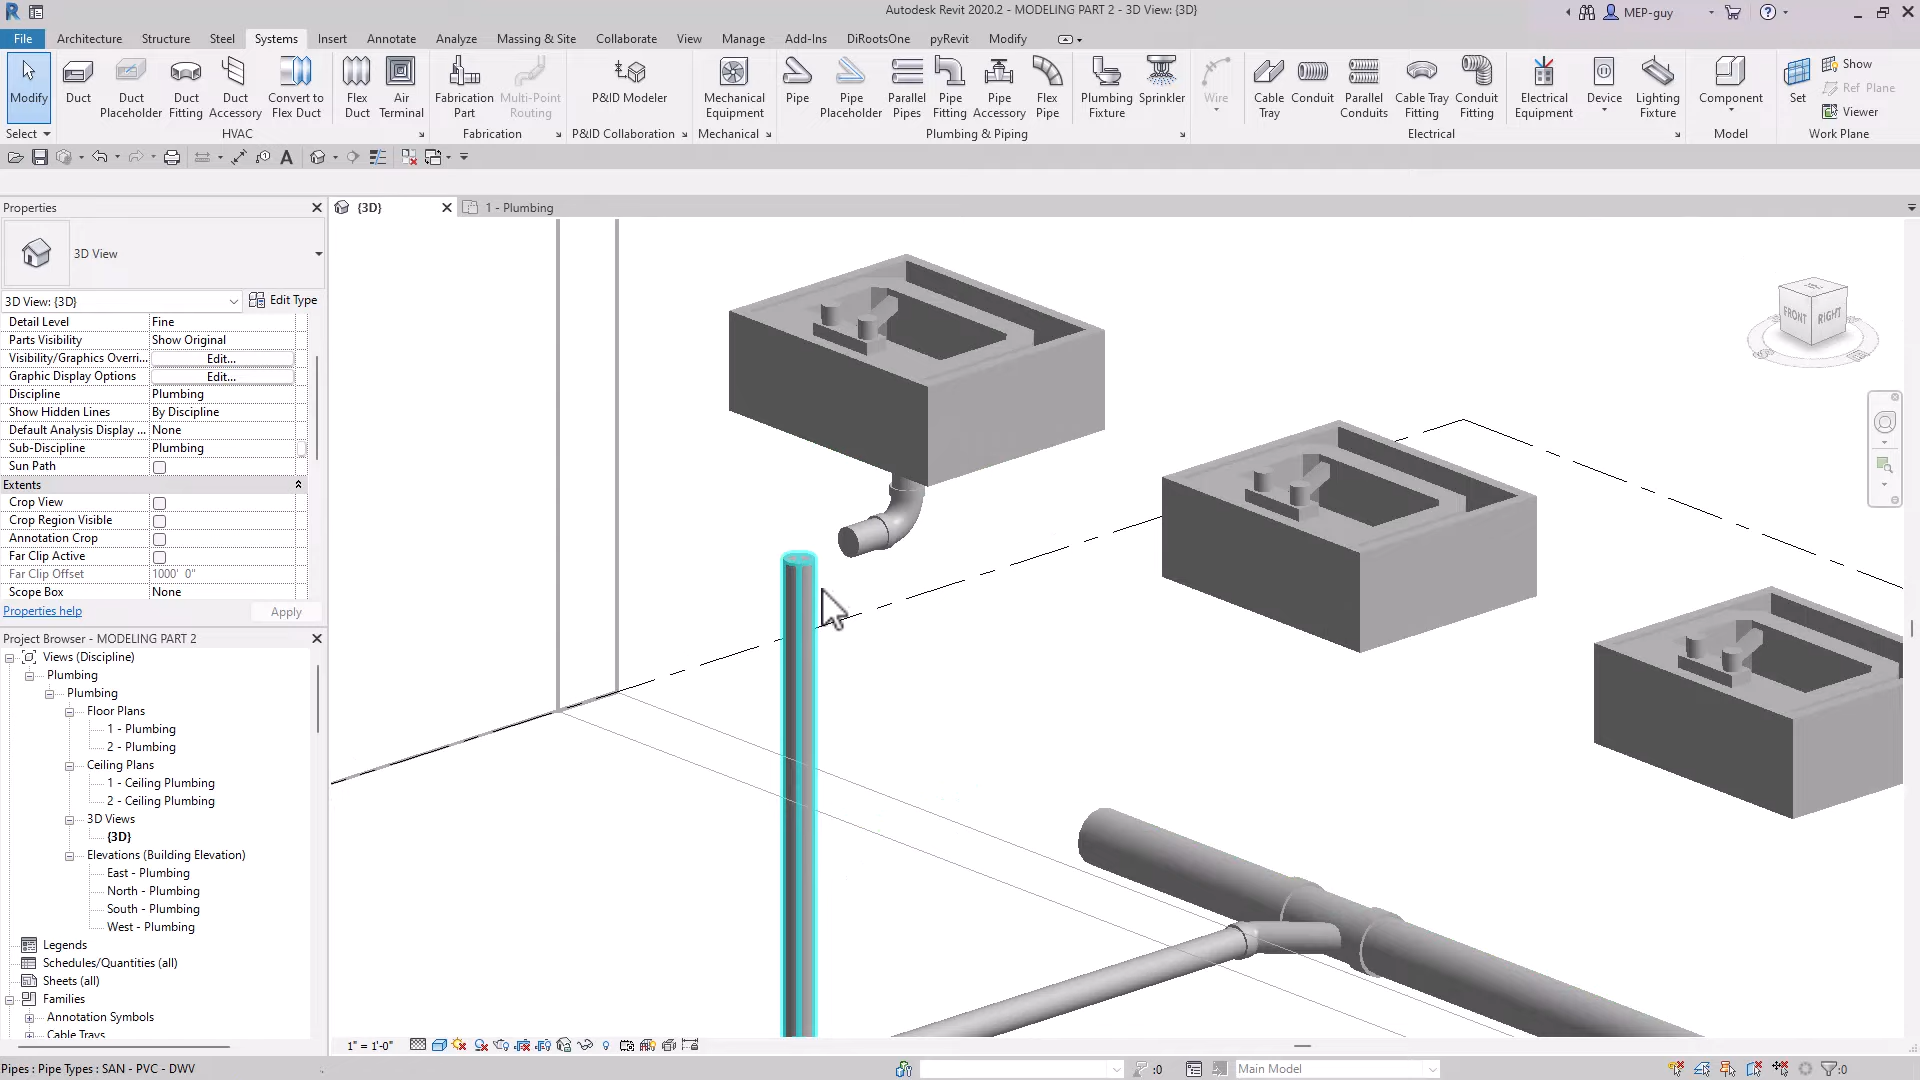 Autodesk Revit 2020.2 - MODELING PART 2 - 3D View: {3D}
MEP-guy
File Architecture Structure Steel Systems Insert Annotate Analyze Massing & Site Collaborate View Manage Add-Ins DiRootsOne pyRevit Modify
Modify
Duct
Duct Placeholder
Duct Fitting
Duct Accessory
Convert to Flex Duct
Flex Duct
Air Terminal
Fabrication Part
Multi-Point Routing
P&ID Modeler
Mechanical Equipment
Pipe
Pipe Placeholder
Parallel Pipes
Pipe Fitting
Pipe Accessory
Flex Pipe
Plumbing Fixture
Sprinkler
Wire
Cable Tray
Conduit
Parallel Conduits
Cable Tray Fitting
Conduit Fitting
Electrical Equipment
Device
Lighting Fixture
Component
Set
Show
Ref Plane
Viewer
Select
HVAC
Fabrication
P&ID Collaboration
Mechanical
Plumbing & Piping
Electrical
Model
Work Plane
Properties
{3D}
1 - Plumbing
3D View
3D View: {3D}
Edit Type
Detail Level Fine
Parts Visibility Show Original
Visibility/Graphics Overri... Edit...
Graphic Display Options Edit...
Discipline Plumbing
Show Hidden Lines By Discipline
Default Analysis Display ... None
Sub-Discipline Plumbing
Sun Path
Extents
Crop View
Crop Region Visible
Annotation Crop
Far Clip Active
Far Clip Offset 1000' 0"
Scope Box None
Properties help
Apply
Project Browser - MODELING PART 2
Views (Discipline)
Plumbing
Plumbing
Floor Plans
1 - Plumbing
2 - Plumbing
Ceiling Plans
1 - Ceiling Plumbing
2 - Ceiling Plumbing
3D Views
{3D}
Elevations (Building Elevation)
East - Plumbing
North - Plumbing
South - Plumbing
West - Plumbing
Legends
Schedules/Quantities (all)
Sheets (all)
Families
Annotation Symbols
Cable Trays
FRONT
RIGHT
1" = 1'-0"
Pipes : Pipe Types : SAN - PVC - DWV
:0
Main Model
:0